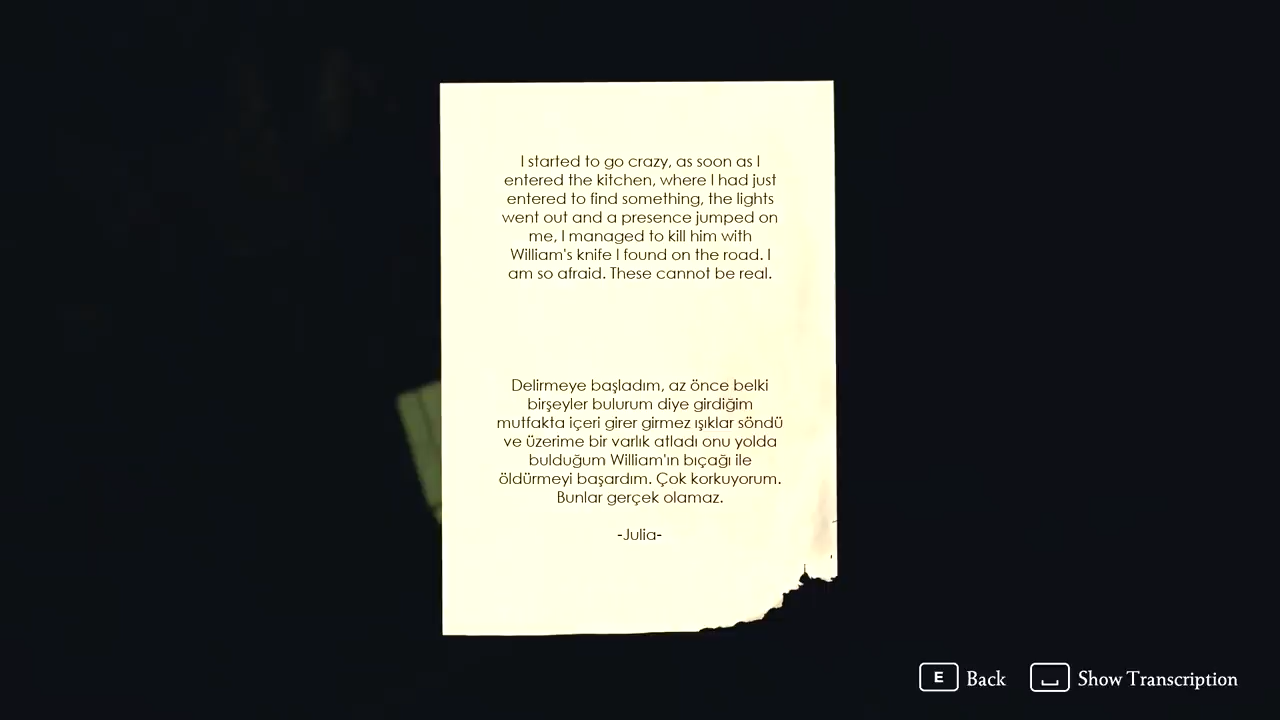 I started to go crazy, as soon as I
entered the kitchen, where I had just
entered to find something, the lights
went out and a presence jumped on
me, I managed to kill him with
William's knife I found on the road. I
am so afraid. These cannot be real.
Delirmeye başladım, az önce belki
birşeyler bulurum diye girdiğim
mutfakta içeri girer girmez ışıklar söndü
ve üzerime bir varlık atladı onu yolda
bulduğum William'ın bıçağı ile
öldürmeyi başardım. Çok korkuyorum.
Bunlar gerçek olamaz.
-Julia-
E Back Show Transcription